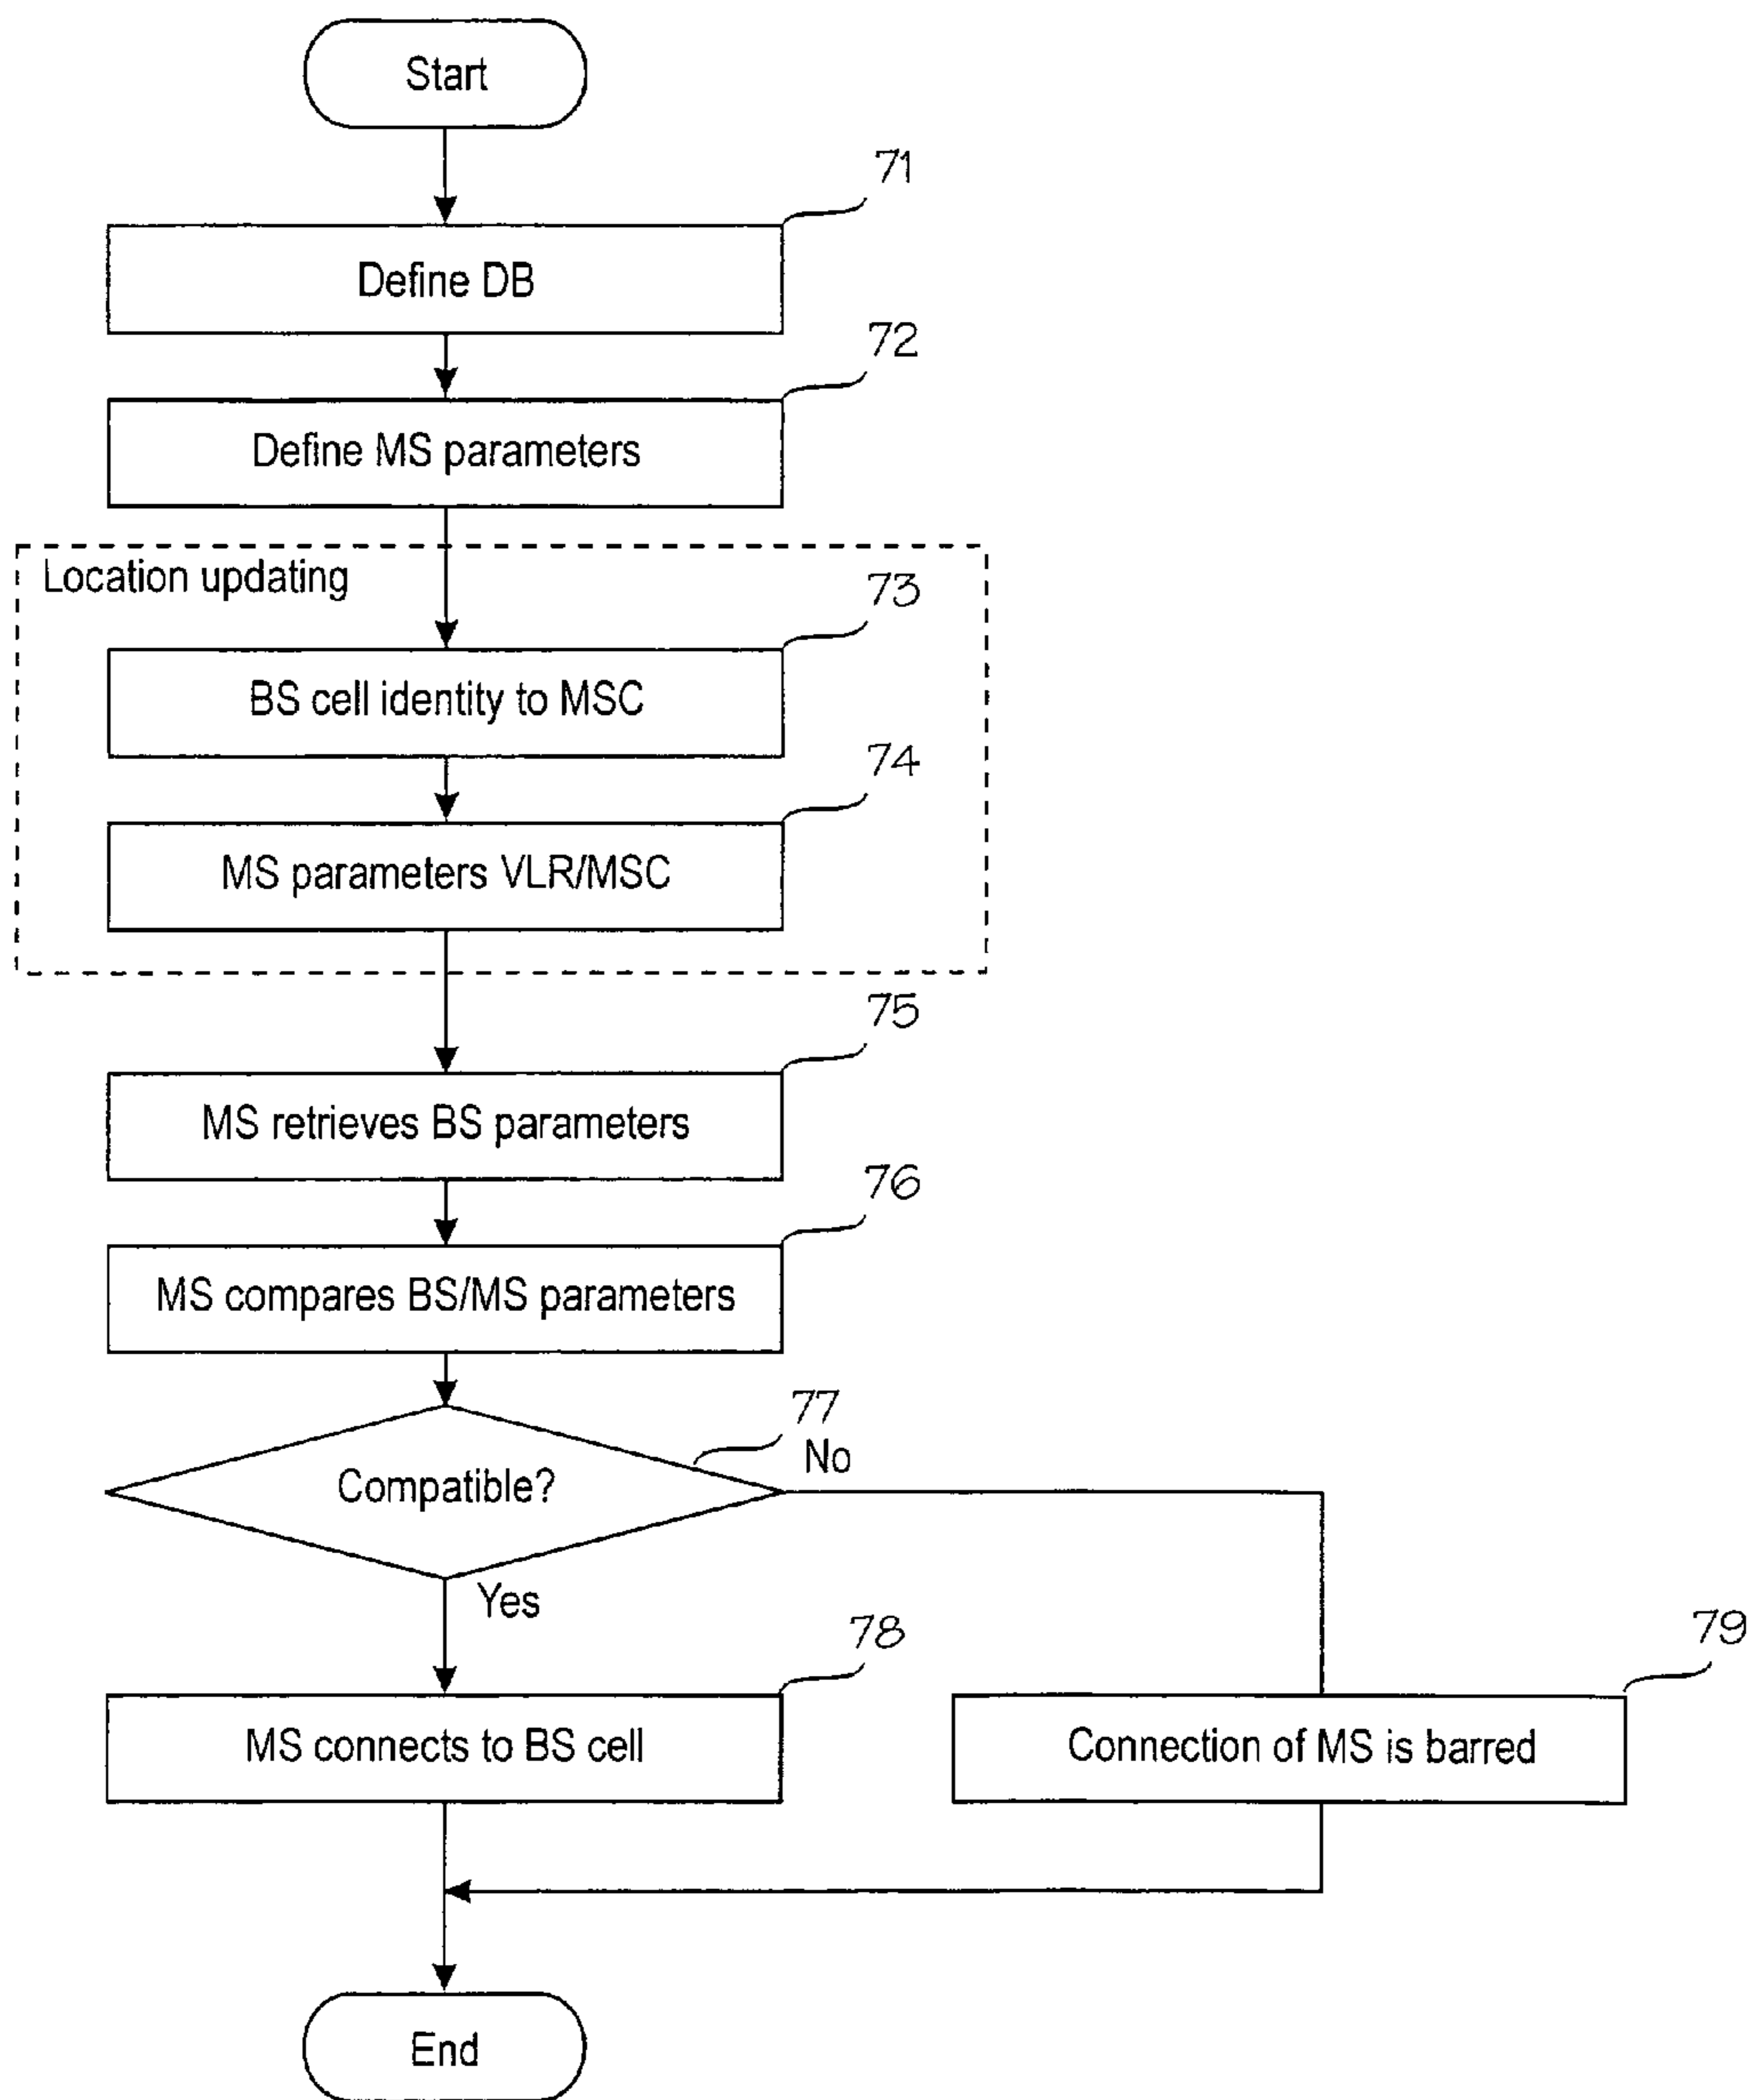 Start
71
Define DB
72
Define MS parameters
Location updating
73
BS cell identity to MSC
74
MS parameters VLR/MSC
75
MS retrieves BS parameters
76
MS compares BS/MS parameters
77
No
Compatible?
Yes
78
79
MS connects to BS cell
Connection of MS is barred
End